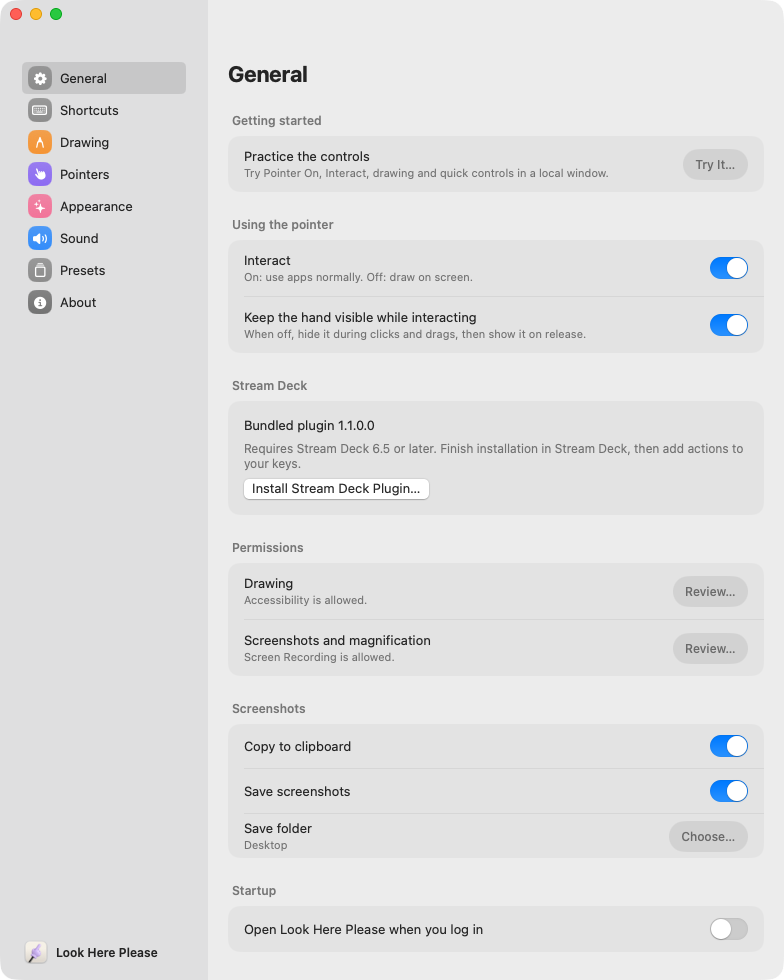 General
Shortcuts
Drawing
Pointers
Appearance
Sound
Presets
About
Look Here Please
General
Getting started
Practice the controls
Try Pointer On, Interact, drawing and quick controls in a local window.
Try It…
Using the pointer
Interact
On: use apps normally. Off: draw on screen.
Keep the hand visible while interacting
When off, hide it during clicks and drags, then show it on release.
Stream Deck
Bundled plugin 1.1.0.0
Requires Stream Deck 6.5 or later. Finish installation in Stream Deck, then add actions to
your keys.
Install Stream Deck Plugin…
Permissions
Drawing
Accessibility is allowed.
Review…
Screenshots and magnification
Screen Recording is allowed.
Review…
Screenshots
Copy to clipboard
Save screenshots
Save folder
Desktop
Choose…
Startup
Open Look Here Please when you log in